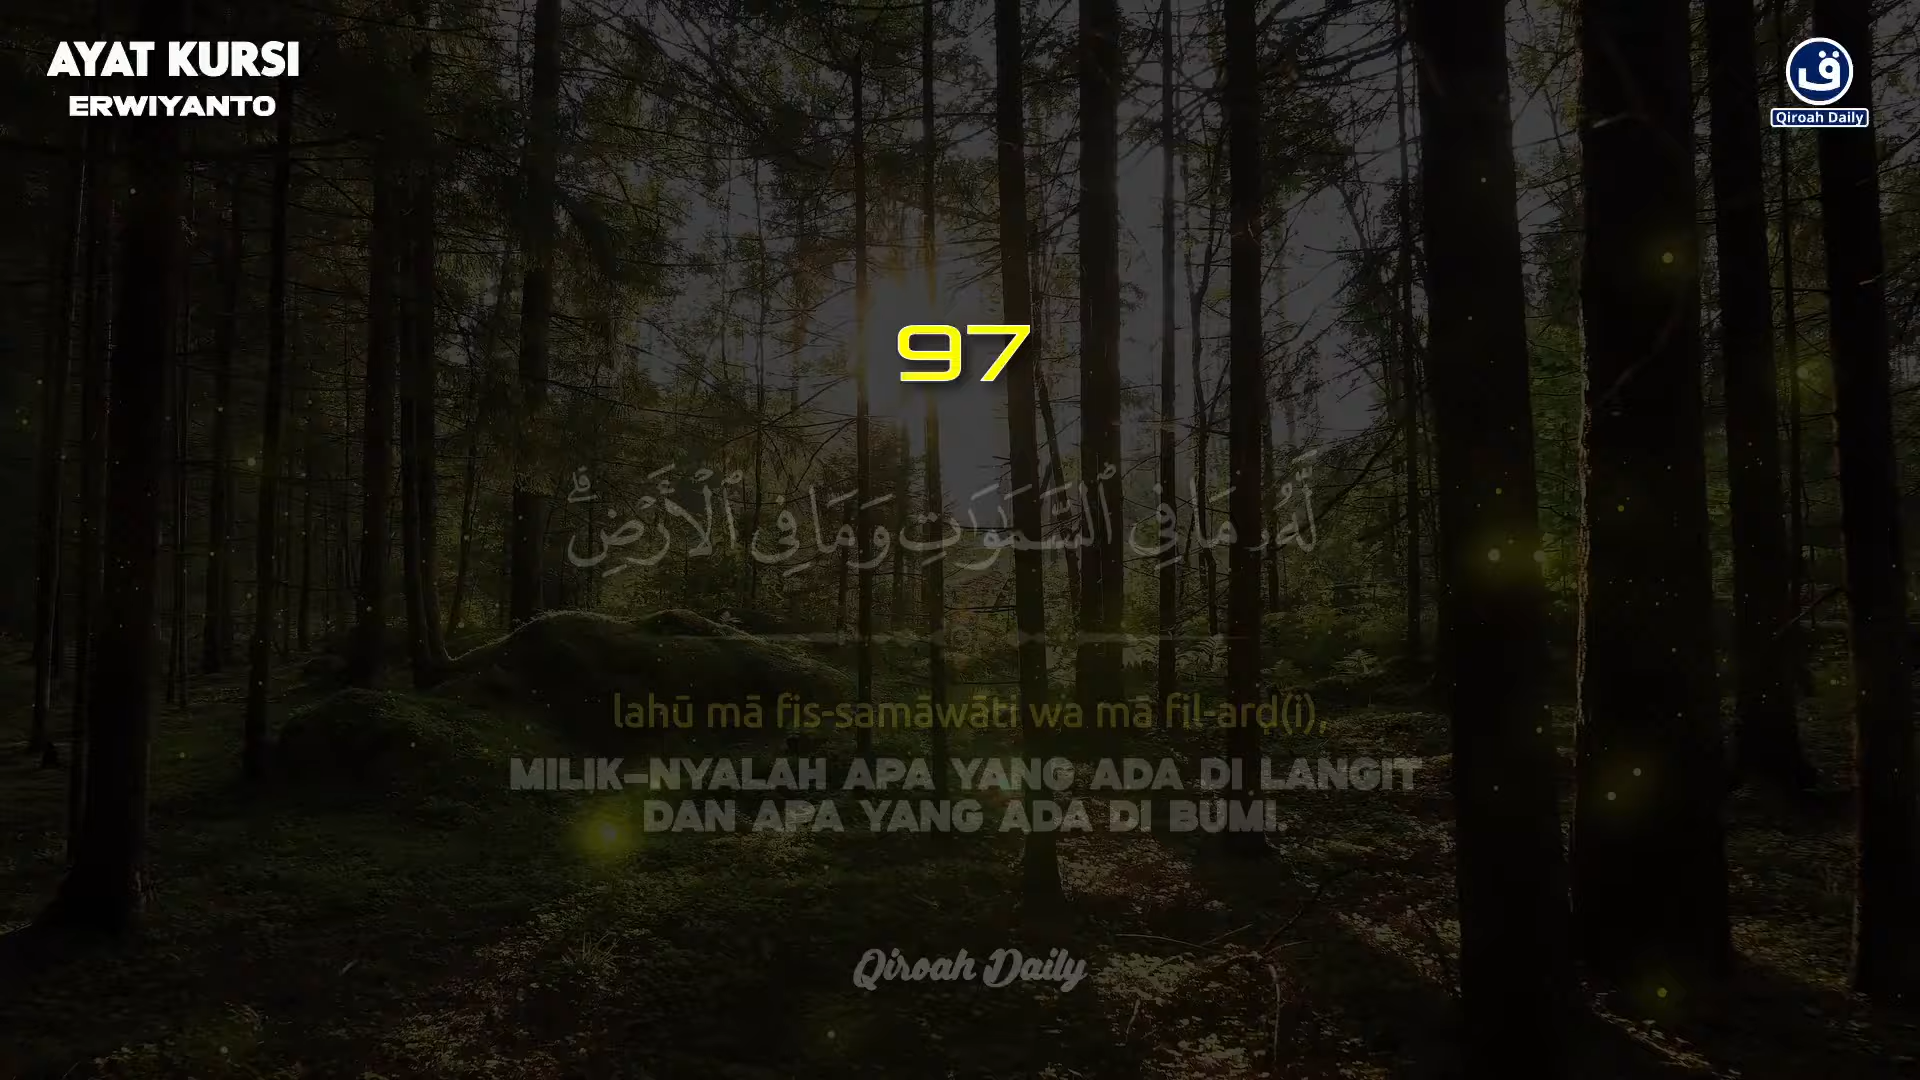 AYAT KURSI
ERWIYANTO
ق
Qiroah Daily
97
لَّهُۥ مَا فِى ٱلسَّمَـٰوَٰتِ وَمَا فِى ٱلْأَرْضِ ۗ
lahū mā fis-samāwāti wa mā fil-arḍ(i),
MILIK-NYALAH APA YANG ADA DI LANGIT
DAN APA YANG ADA DI BUMI.
Qiroah Daily